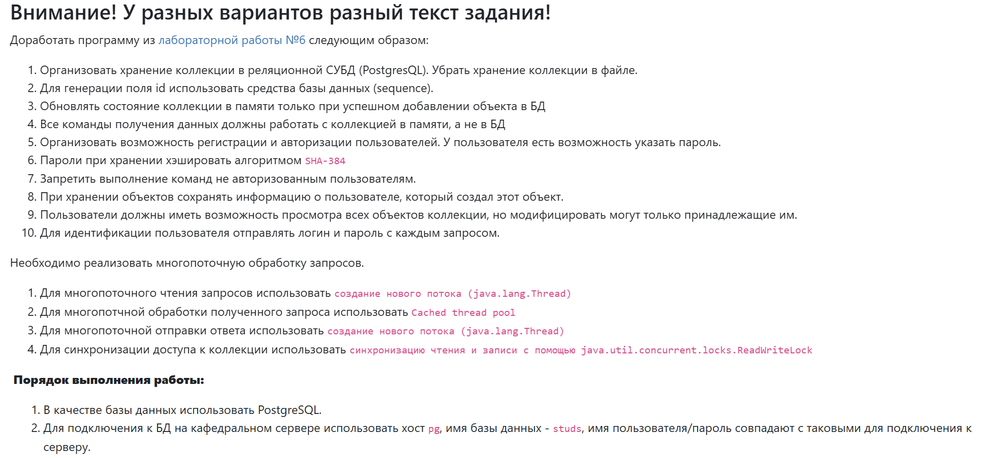 Внимание! У разных вариантов разный текст задания!
Доработать программу из лабораторной работы №6 следующим образом:
1. Организовать хранение коллекции в реляционной СУБД (PostgresQL). Убрать хранение коллекции в файле.
2. Для генерации поля id использовать средства базы данных (sequence).
3. Обновлять состояние коллекции в памяти только при успешном добавлении объекта в БД
4. Все команды получения данных должны работать с коллекцией в памяти, а не в БД
5. Организовать возможность регистрации и авторизации пользователей. У пользователя есть возможность указать пароль.
6. Пароли при хранении хэшировать алгоритмом SHA-384
7. Запретить выполнение команд не авторизованным пользователям.
8. При хранении объектов сохранять информацию о пользователе, который создал этот объект.
9. Пользователи должны иметь возможность просмотра всех объектов коллекции, но модифицировать могут только принадлежащие им.
10. Для идентификации пользователя отправлять логин и пароль с каждым запросом.
Необходимо реализовать многопоточную обработку запросов.
1. Для многопоточного чтения запросов использовать создание нового потока (java.lang.Thread)
2. Для многопотчной обработки полученного запроса использовать Cached thread pool
3. Для многопоточной отправки ответа использовать создание нового потока (java.lang.Thread)
4. Для синхронизации доступа к коллекции использовать синхронизацию чтения и записи с помощью java.util.concurrent.locks.ReadWriteLock
Порядок выполнения работы:
1. В качестве базы данных использовать PostgreSQL.
2. Для подключения к БД на кафедральном сервере использовать хост pg, имя базы данных - studs, имя пользователя/пароль совпадают с таковыми для подключения к
серверу.